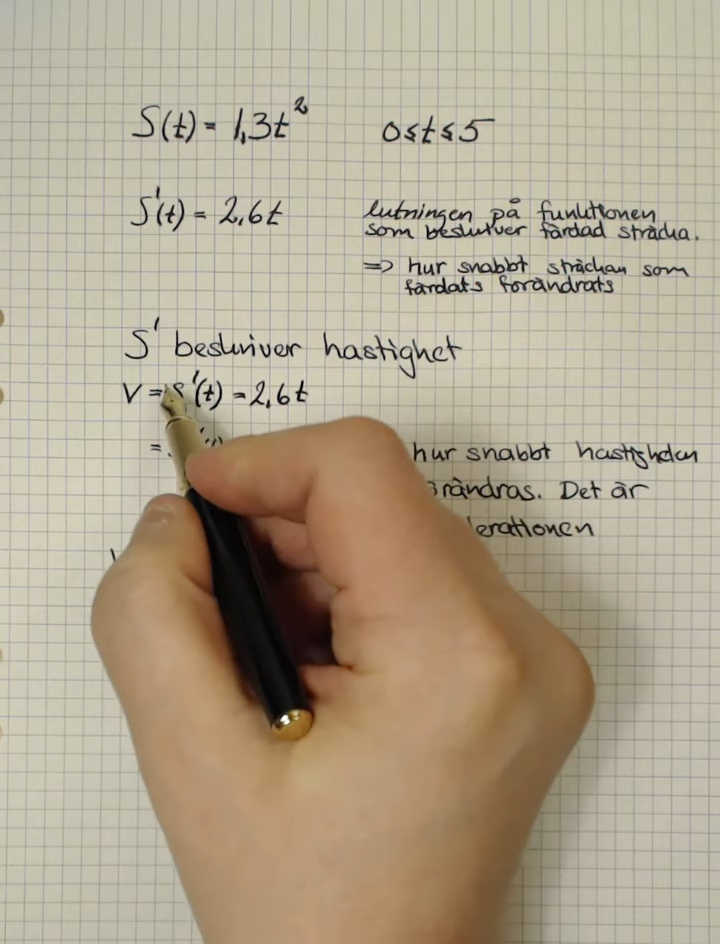 S(t) = 1,3t² 0≤t≤5
S'(t) = 2,6t lutningen på funktionen
som beskriver färdad sträcka.
=> hur snabbt sträckan som
färdats förändrats
S' beskriver hastighet
V = S'(t) = 2,6t
= hur snabbt hastigheten
förändras. Det är